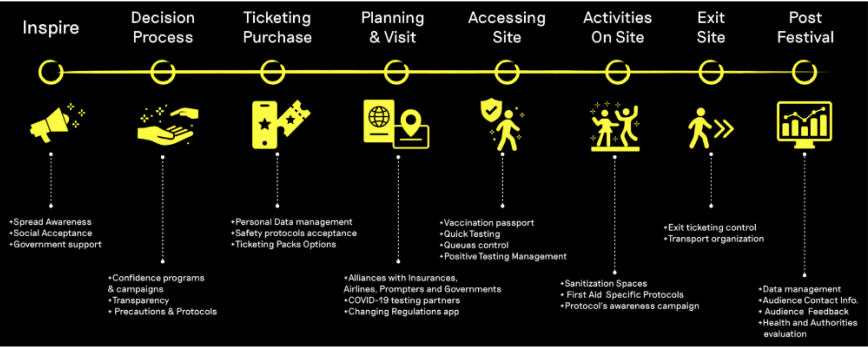 Inspire
Decision
Process
Ticketing
Purchase
Planning
& Visit
Accessing
Site
Activities
On Site
Exit
Site
Post
Festival
+Spread Awareness
+Social Acceptance
+Government support
+Confidence programs
& campaigns
+Transparency
+ Precautions & Protocols
+Personal Data management
+Safety protocols acceptance
+Ticketing Packs Options
+Alliances with Insurances,
Airlines, Prompters and Governments
+COVID-19 testing partners
+Changing Regulations app
+Vaccination passport
+Quick Testing
+Queues control
+Positive Testing Management
+Sanitization Spaces
+ First Aid Specific Protocols
+Protocol's awareness campaign
+Exit ticketing control
+Transport organization
+Data management
+Audience Contact Info.
+ Audience Feedback
+Health and Authorities
evaluation